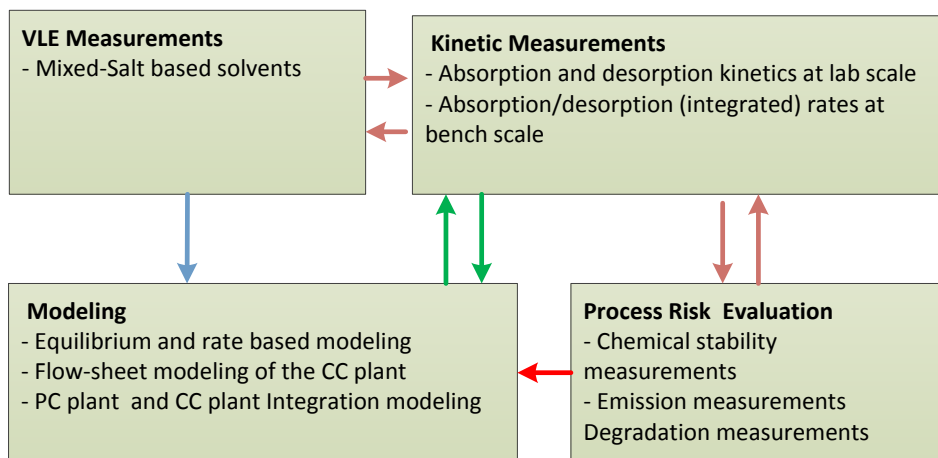 VLE Measurements
- Mixed-Salt based solvents
Kinetic Measurements
- Absorption and desorption kinetics at lab scale
- Absorption/desorption (integrated) rates at
bench scale
Modeling
- Equilibrium and rate based modeling
- Flow-sheet modeling of the CC plant
- PC plant and CC plant Integration modeling
Process Risk Evaluation
- Chemical stability
measurements
- Emission measurements
Degradation measurements